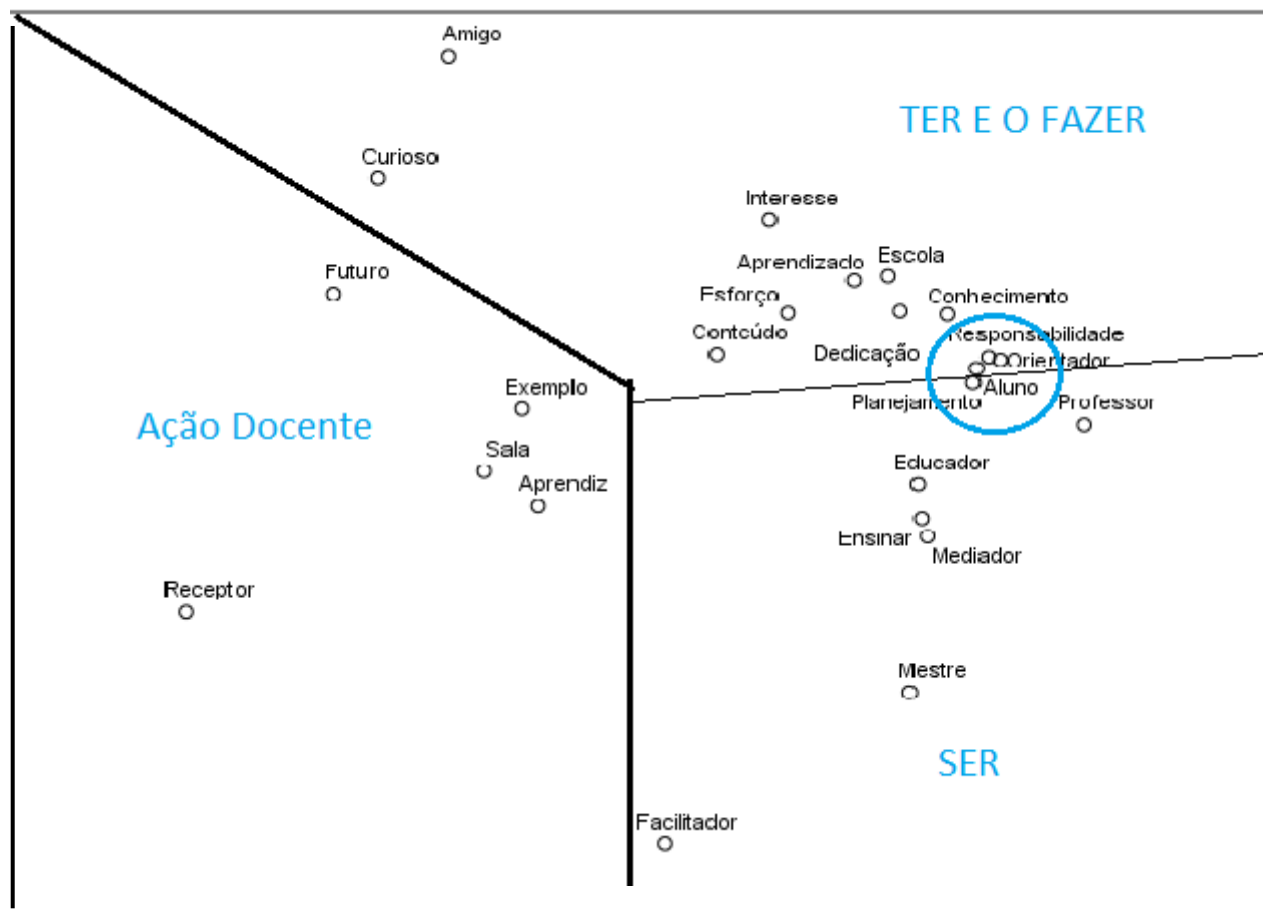 Amigo
TER E O FAZER
Curioso
Interesse
Aprendizado
Escola
Futuro
Esforço
Conhecimento
Conteúdo
Dedicação
Responsabilidade
Orientador
Aluno
Planejamento
Professor
Exemplo
Ação Docente
Sala
Aprendiz
Educador
Ensinar
Mediador
Receptor
Mestre
SER
Facilitador